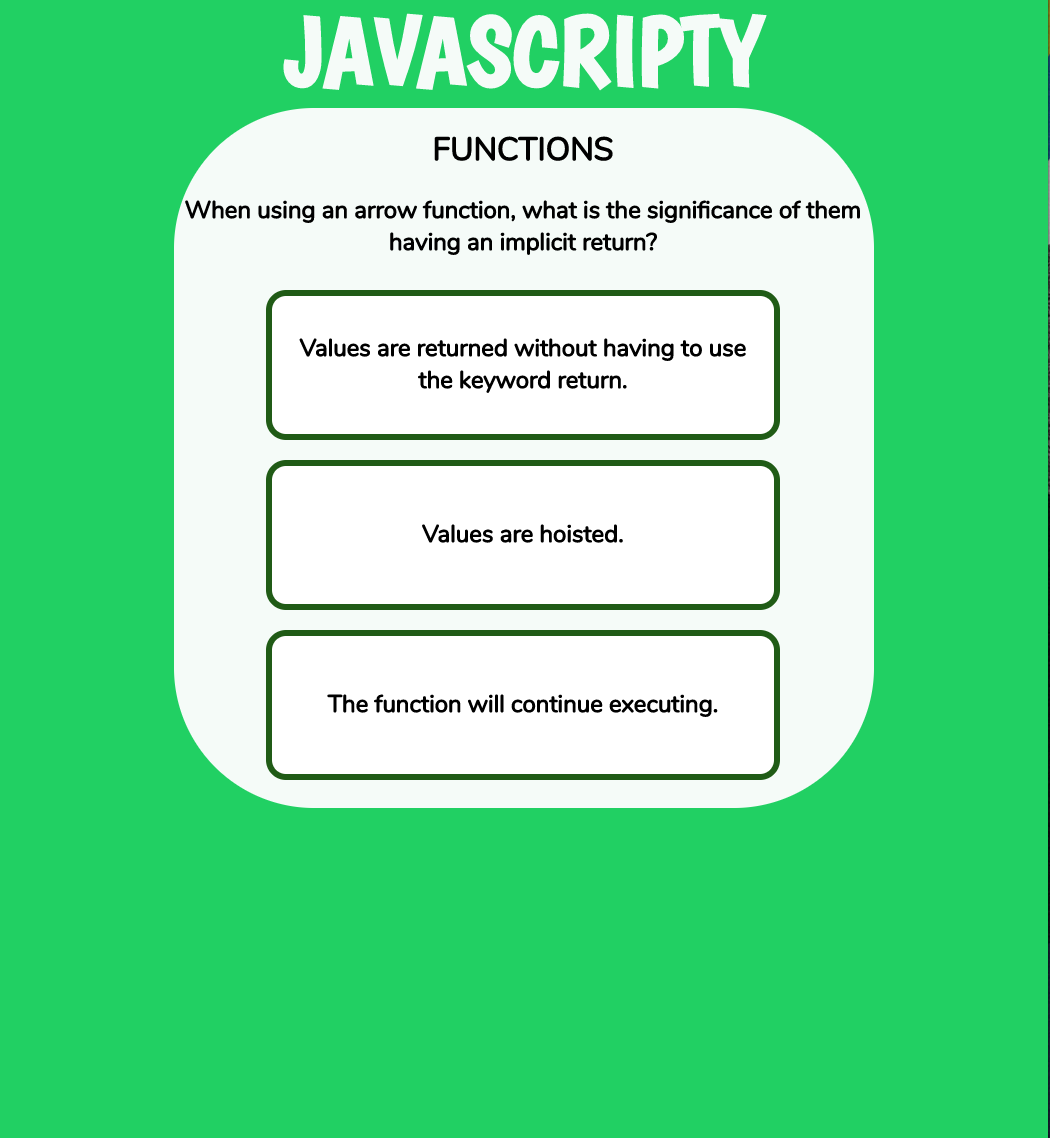 JAVASCRIPTY
FUNCTIONS
When using an arrow function, what is the significance of them
having an implicit return?
Values are returned without having to use
the keyword return.
Values are hoisted.
The function will continue executing.